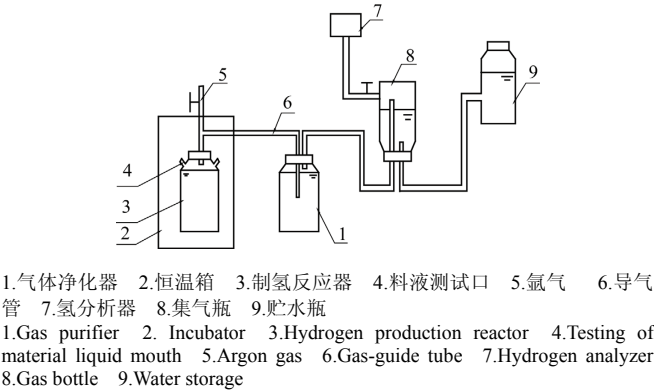 7
8
5
9
6
4
3
2
1
1.气体净化器 2.恒温箱 3.制氢反应器 4.料液测试口 5.氩气 6.导气
管 7.氢分析器 8.集气瓶 9.贮水瓶
1.Gas purifier 2. Incubator 3.Hydrogen production reactor 4.Testing of
material liquid mouth 5.Argon gas 6.Gas-guide tube 7.Hydrogen analyzer
8.Gas bottle 9.Water storage